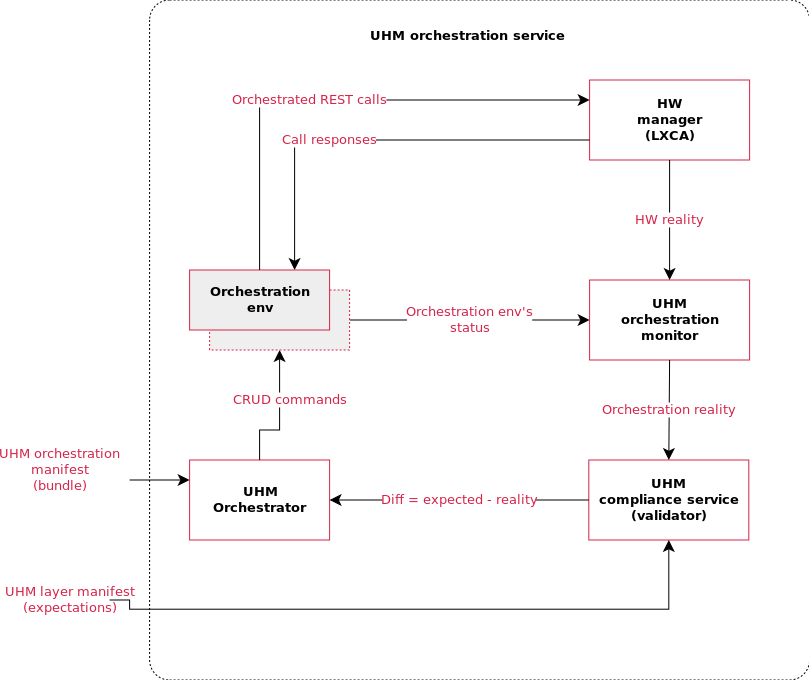 UHM orchestration service
Orchestrated REST calls
HW
manager
(LXCA)
Call responses
HW reality
Orchestration
env
Orchestration env's
status
UHM
orchestration
monitor
CRUD commands
Orchestration reality
UHM orchestration
manifest
(bundle)
UHM
Orchestrator
Diff = expected - reality
UHM
compliance service
(validator)
UHM layer manifest
(expectations)